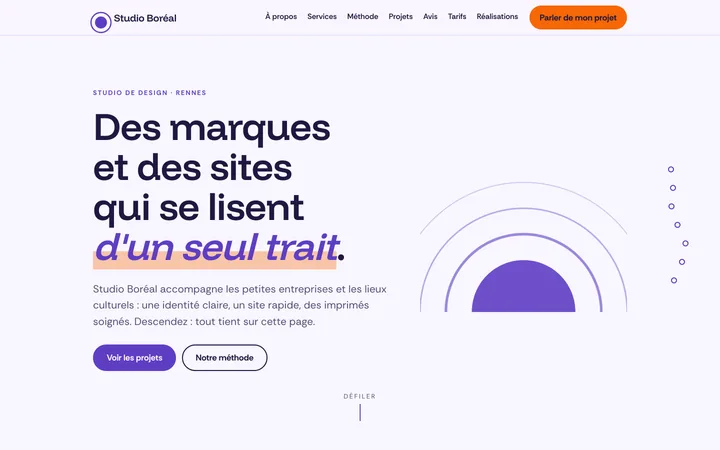 Studio Boréal
À propos
Services
Méthode
Projets
Avis
Tarifs
Réalisations
Parler de mon projet
STUDIO DE DESIGN · RENNES
Des marques
et des sites
qui se lisent
d'un seul trait.
Studio Boréal accompagne les petites entreprises et les lieux
culturels : une identité claire, un site rapide, des imprimés
soignés. Descendez : tout tient sur cette page.
Voir les projets
Notre méthode
DÉFILER